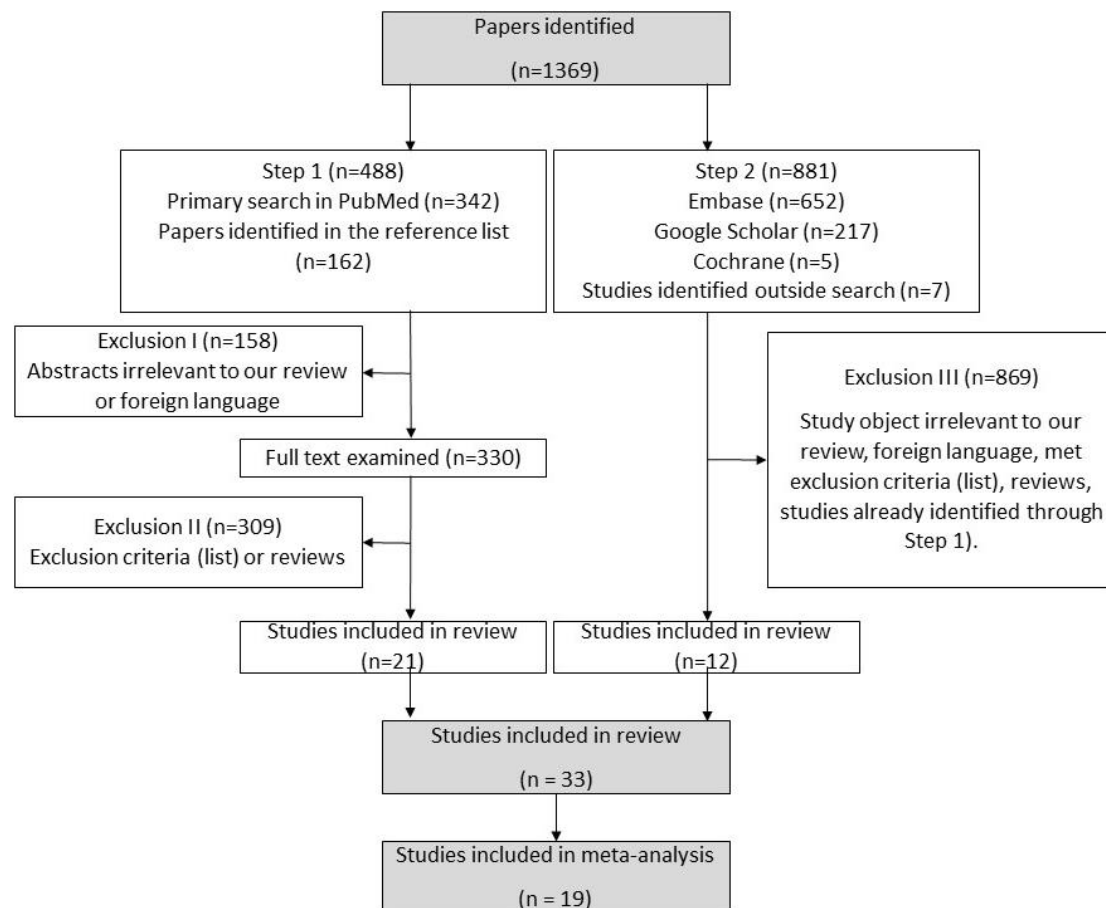 Papers identified
(n=1369)
Step 1 (n=488)
Primary search in PubMed (n=342)
Papers identified in the reference list
(n=162)
Step 2 (n=881)
Embase (n=652)
Google Scholar (n=217)
Cochrane (n=5)
Studies identified outside search (n=7)
Exclusion I (n=158)
Abstracts irrelevant to our review
or foreign language
Exclusion III (n=869)
Study object irrelevant to our
review, foreign language, met
exclusion criteria (list), reviews,
studies already identified through
Step 1).
Full text examined (n=330)
Exclusion II (n=309)
Exclusion criteria (list) or reviews
Studies included in review
(n=21)
Studies included in review
(n=12)
Studies included in review
(n = 33)
Studies included in meta-analysis
(n = 19)